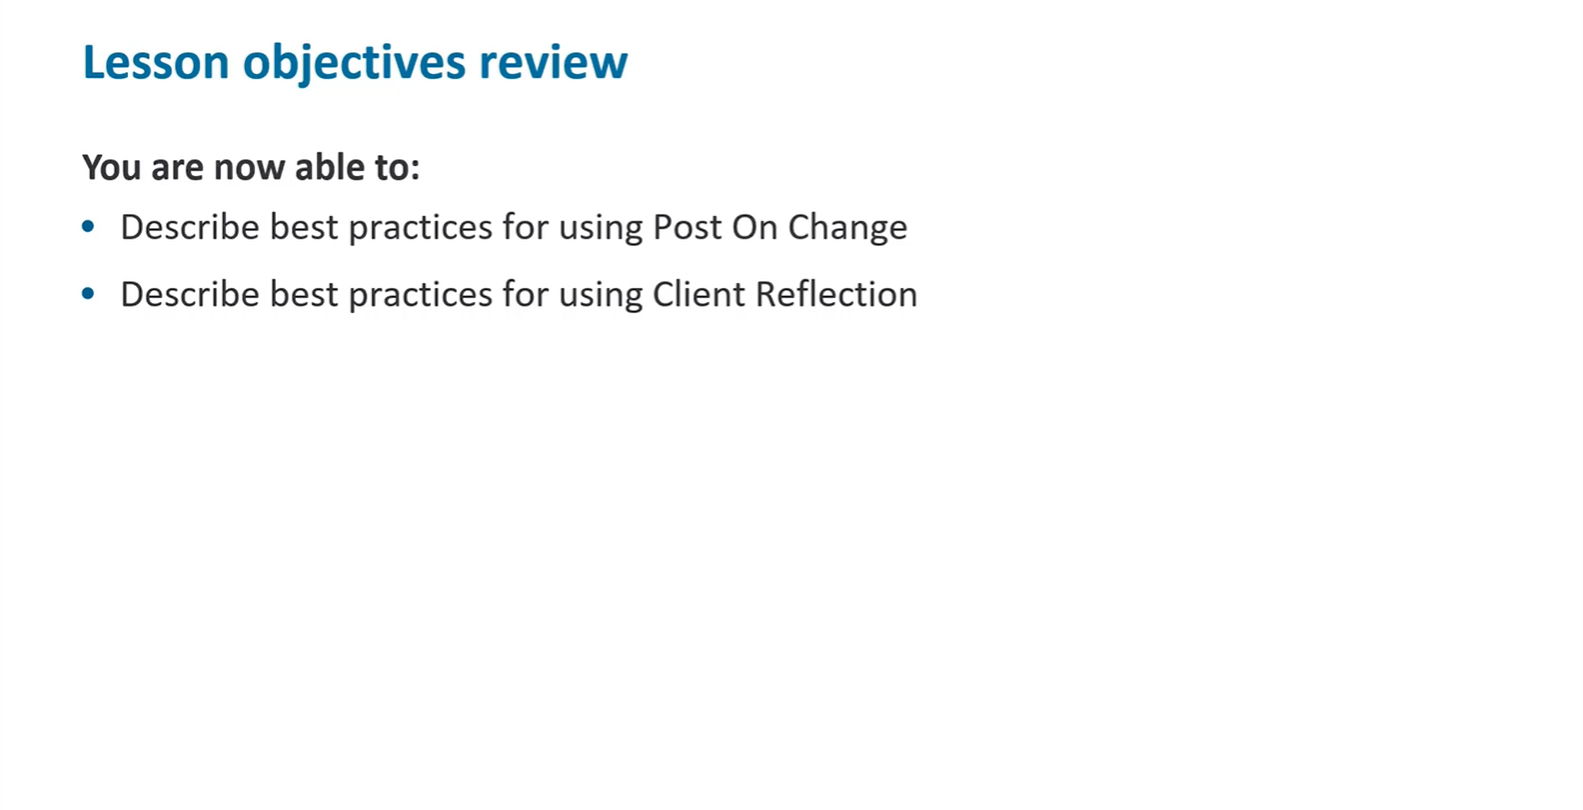 Lesson objectives review
You are now able to:
• Describe best practices for using Post On Change
• Describe best practices for using Client Reflection